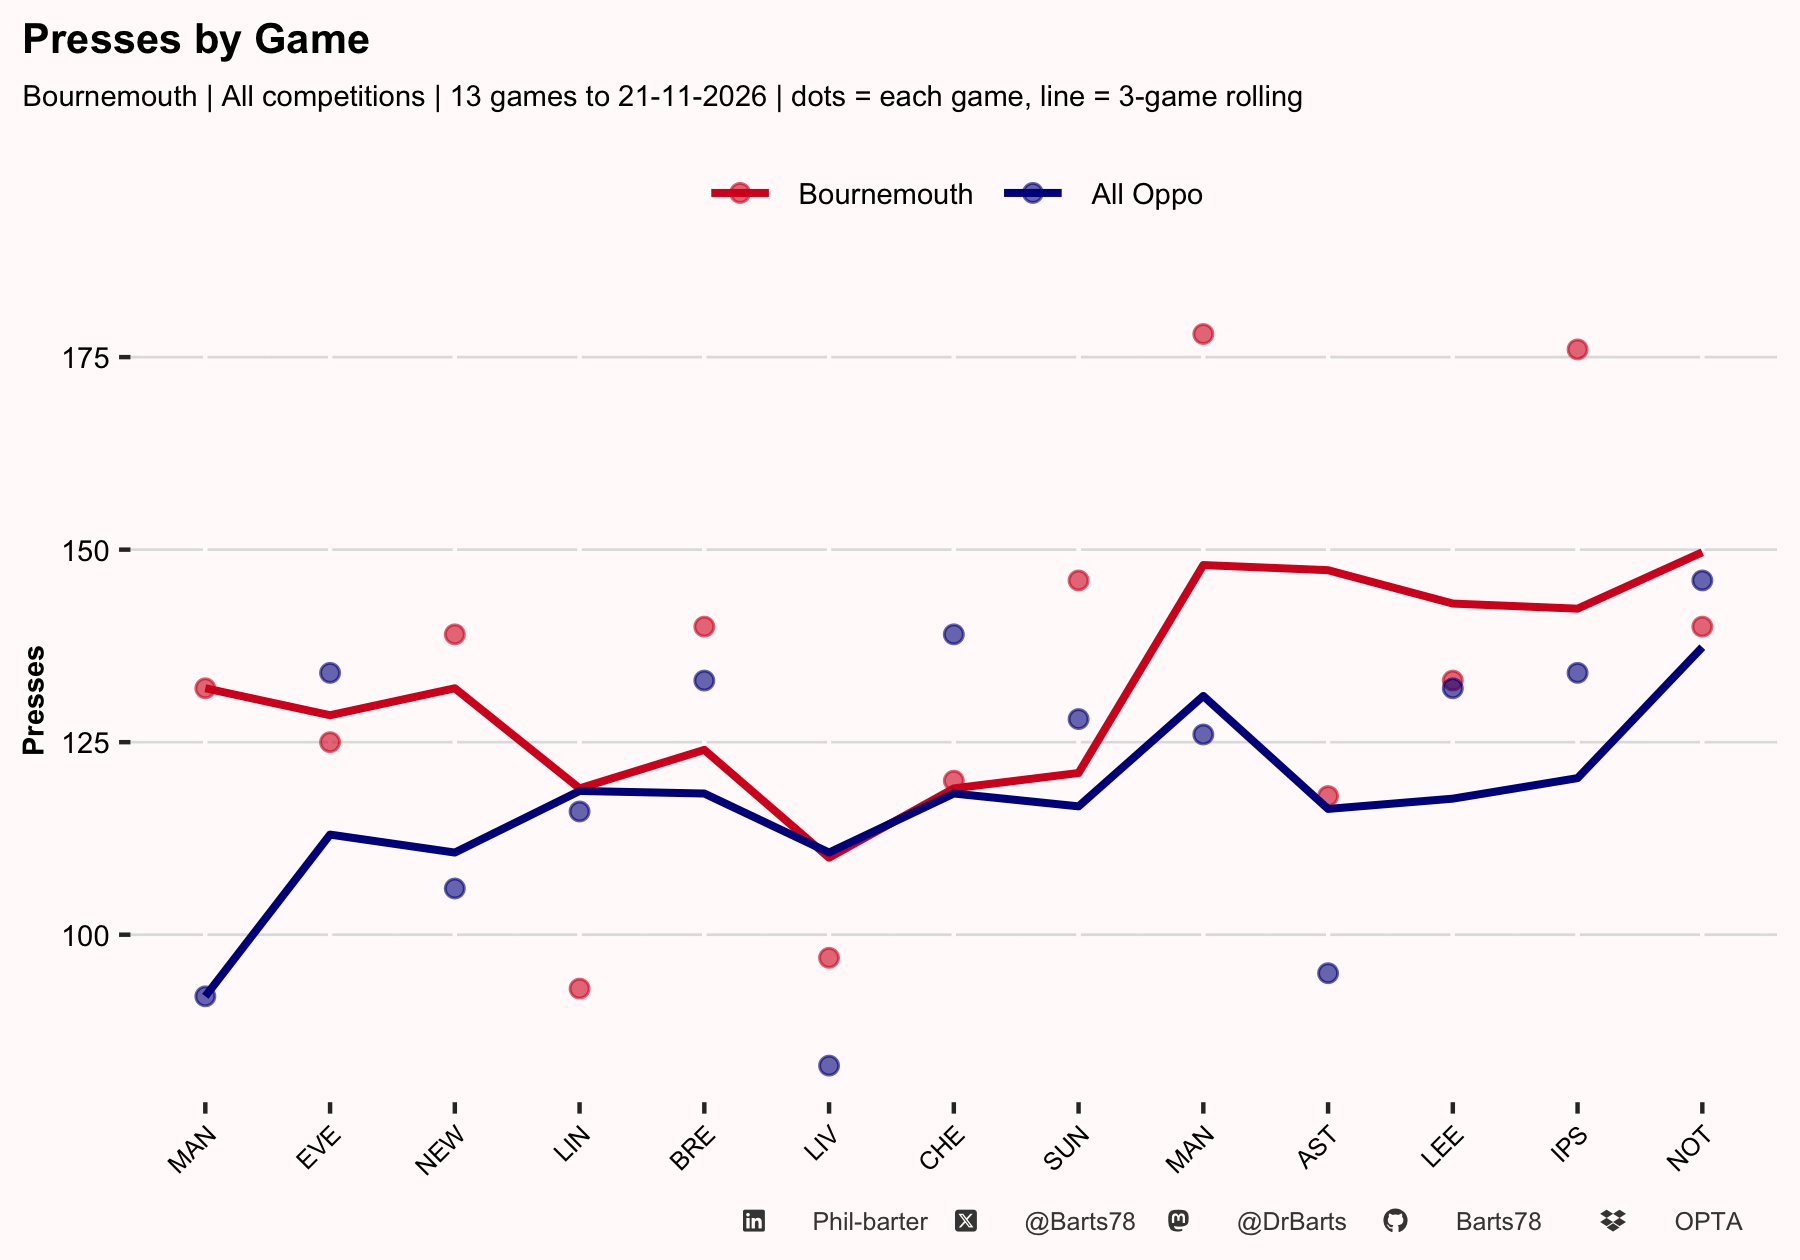 Presses by Game
Bournemouth | All competitions | 13 games to 21-11-2026 | dots = each game, line = 3-game rolling
Bournemouth All Oppo
175
150
125
100
Presses
MAN EVE NEW LIN BRE LIV CHE SUN MAN AST LEE IPS NOT
Phil-barter @Barts78 @DrBarts Barts78 OPTA